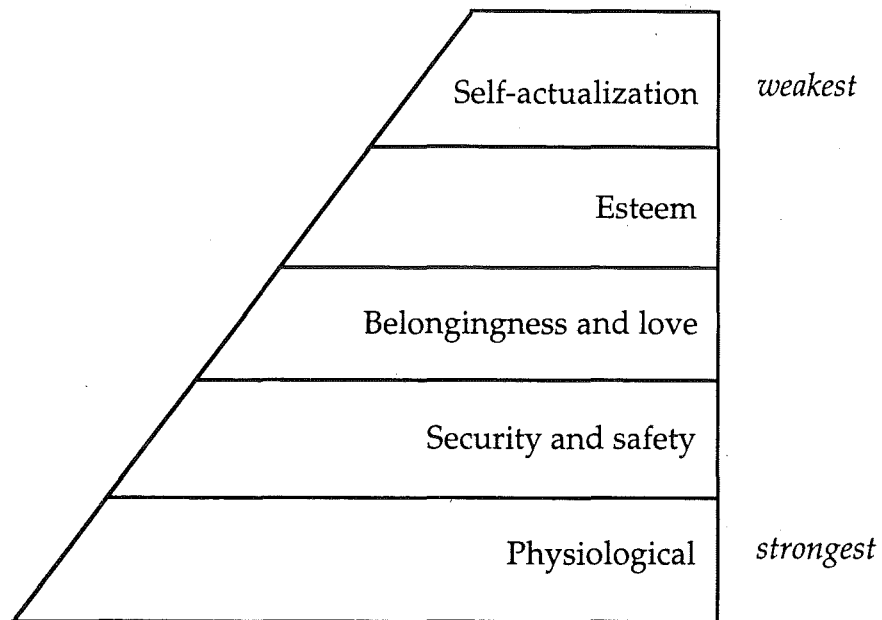 Self-actualization weakest
Esteem
Belongingness and love
Security and safety
Physiological strongest